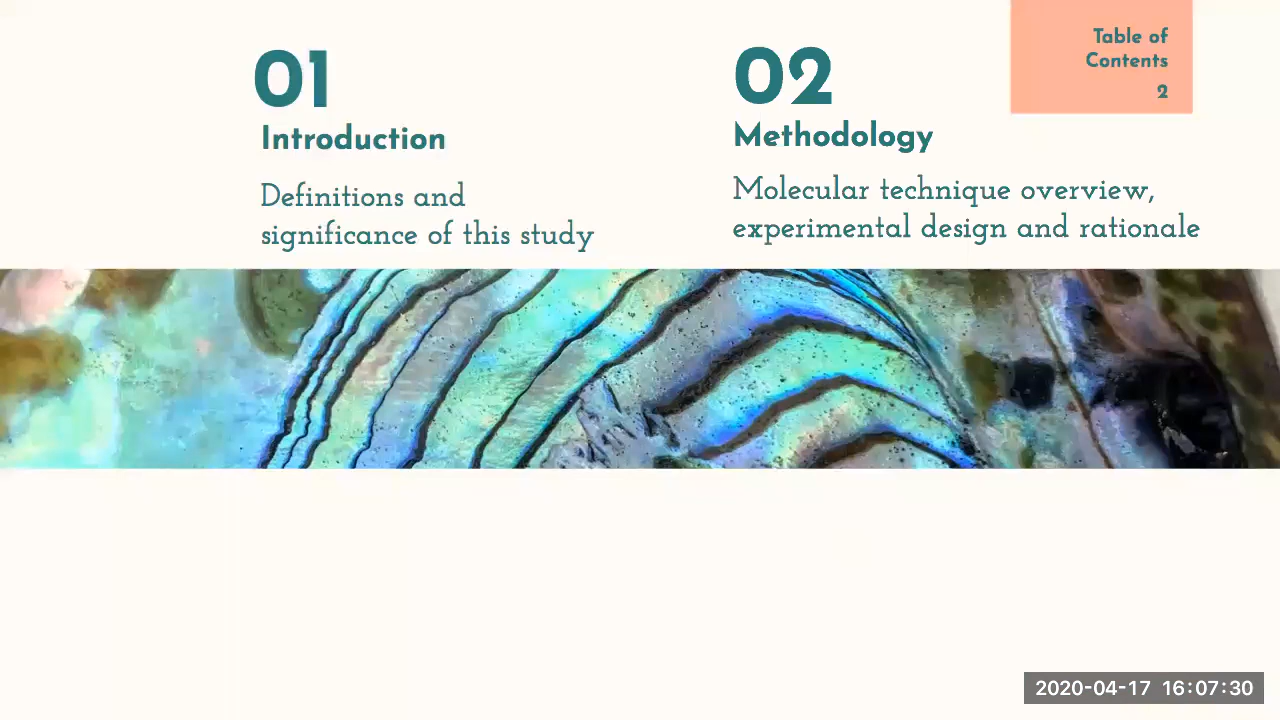 01
Introduction
Definitions and
significance of this study
02
Methodology
Molecular technique overview,
experimental design and rationale
Table of
Contents
2
2020-04-17 16:07:30